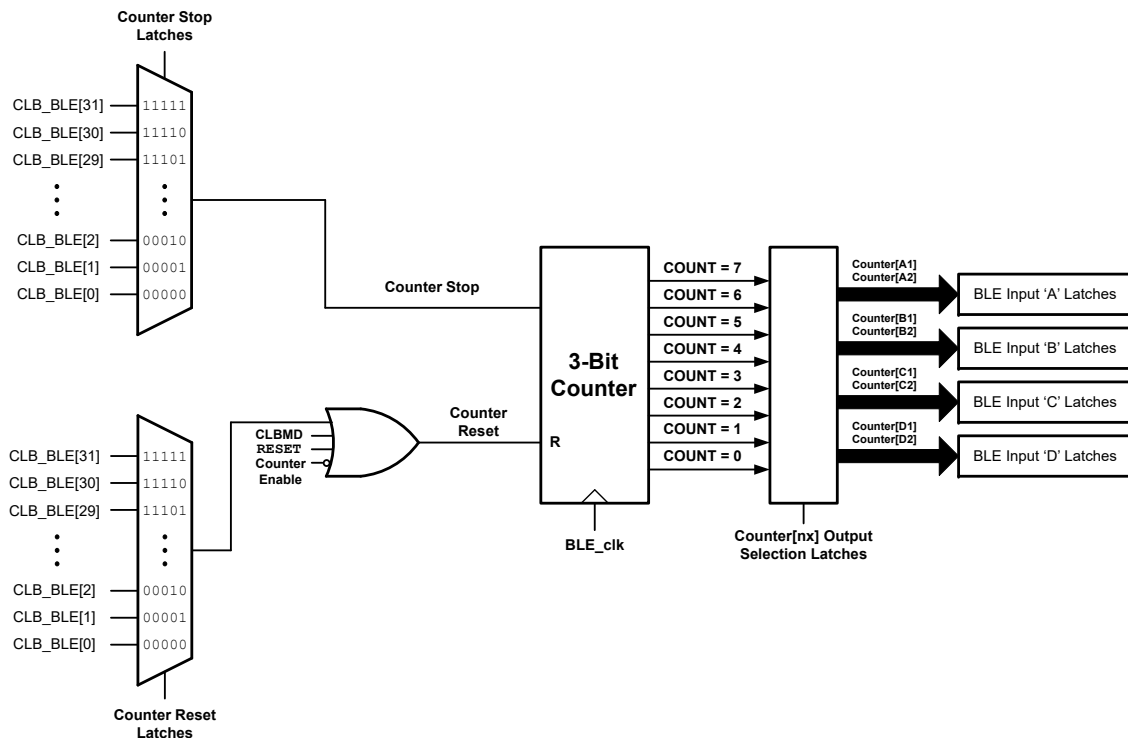 Counter Stop
Latches
CLB_BLE[31]
11111
CLB_BLE[30]
11110
CLB_BLE[29]
11101
CLB_BLE[2]
00010
CLB_BLE[1]
00001
CLB_BLE[0]
00000
Counter Stop
CLB_BLE[31]
11111
CLB_BLE[30]
11110
CLB_BLE[29]
11101
CLB_BLE[2]
00010
CLB_BLE[1]
00001
CLB_BLE[0]
00000
Counter Reset
Latches
CLBMD
RESET
Counter
Enable
Counter
Reset
3-Bit
Counter
R
BLE_clk
COUNT = 7
COUNT = 6
COUNT = 5
COUNT = 4
COUNT = 3
COUNT = 2
COUNT = 1
COUNT = 0
Counter[nx] Output
Selection Latches
Counter[A1]
Counter[A2]
BLE Input ‘A’ Latches
Counter[B1]
Counter[B2]
BLE Input ‘B’ Latches
Counter[C1]
Counter[C2]
BLE Input ‘C’ Latches
Counter[D1]
Counter[D2]
BLE Input ‘D’ Latches